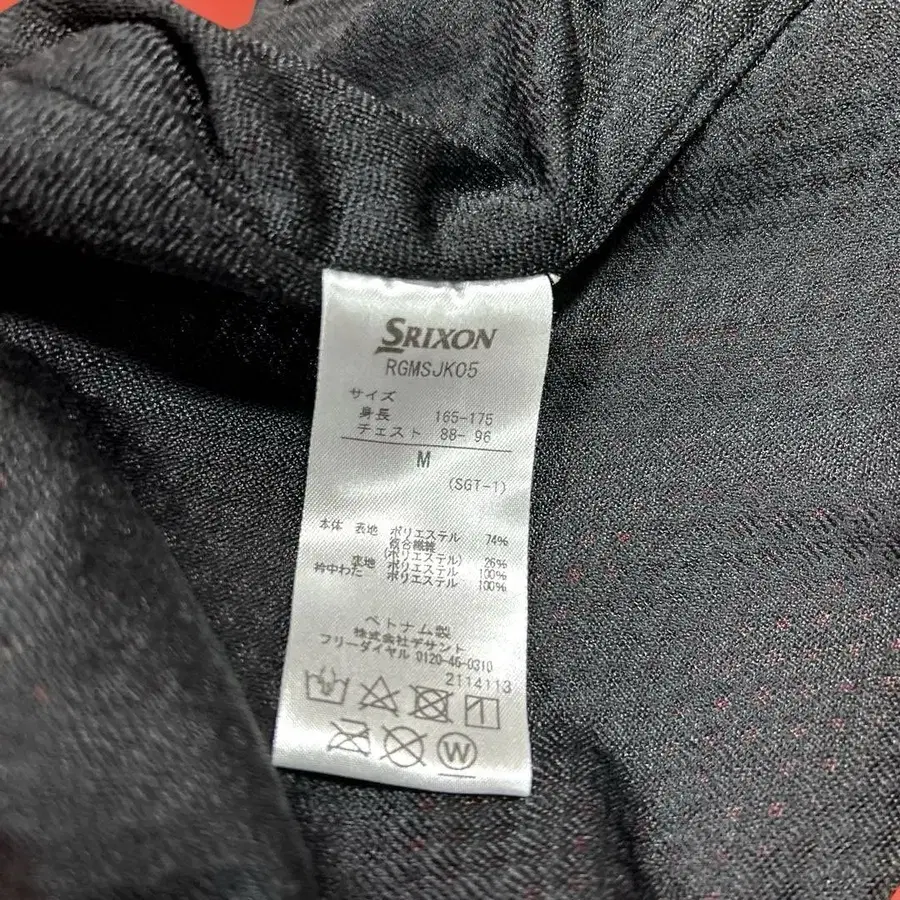 SRIXON
RGMSJK05
サイズ
身長 165-175
チェスト 88- 96
M
(SGT-1)
本体 表地 ポリエステル 74%
複合繊維
(ポリエステル) 26%
裏地 ポリエステル 100%
衿中わた ポリエステル 100%
ベトナム製
株式会社デサント
フリーダイヤル 0120-46-0310
2114113
W